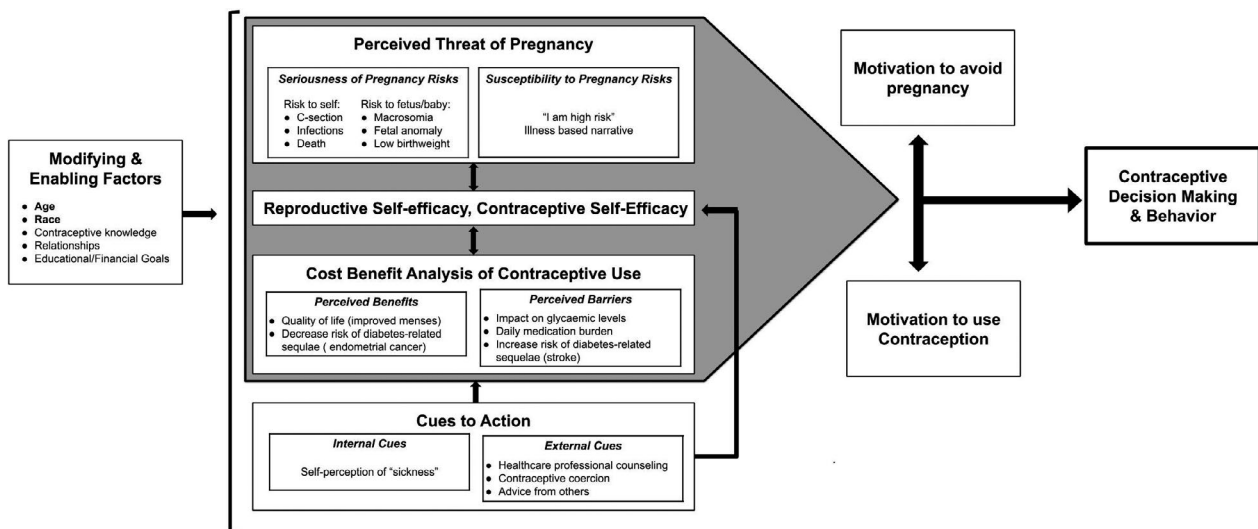 Modifying &
Enabling Factors
● Age
● Race
● Contraceptive knowledge
● Relationships
● Educational/Financial Goals
Perceived Threat of Pregnancy
Seriousness of Pregnancy Risks
Risk to self:
● C-section
● Infections
● Death
Risk to fetus/baby:
● Macrosomia
● Fetal anomaly
● Low birthweight
Susceptibility to Pregnancy Risks
“I am high risk”
Illness based narrative
Reproductive Self-efficacy, Contraceptive Self-Efficacy
Cost Benefit Analysis of Contraceptive Use
Perceived Benefits
● Quality of life (improved menses)
● Decrease risk of diabetes-related
sequlae ( endometrial cancer)
Perceived Barriers
● Impact on glycaemic levels
● Daily medication burden
● Increase risk of diabetes-related
sequelae (stroke)
Cues to Action
Internal Cues
Self-perception of “sickness”
External Cues
● Healthcare professional counseling
● Contraceptive coercion
● Advice from others
Motivation to avoid
pregnancy
Motivation to use
Contraception
Contraceptive
Decision Making
& Behavior